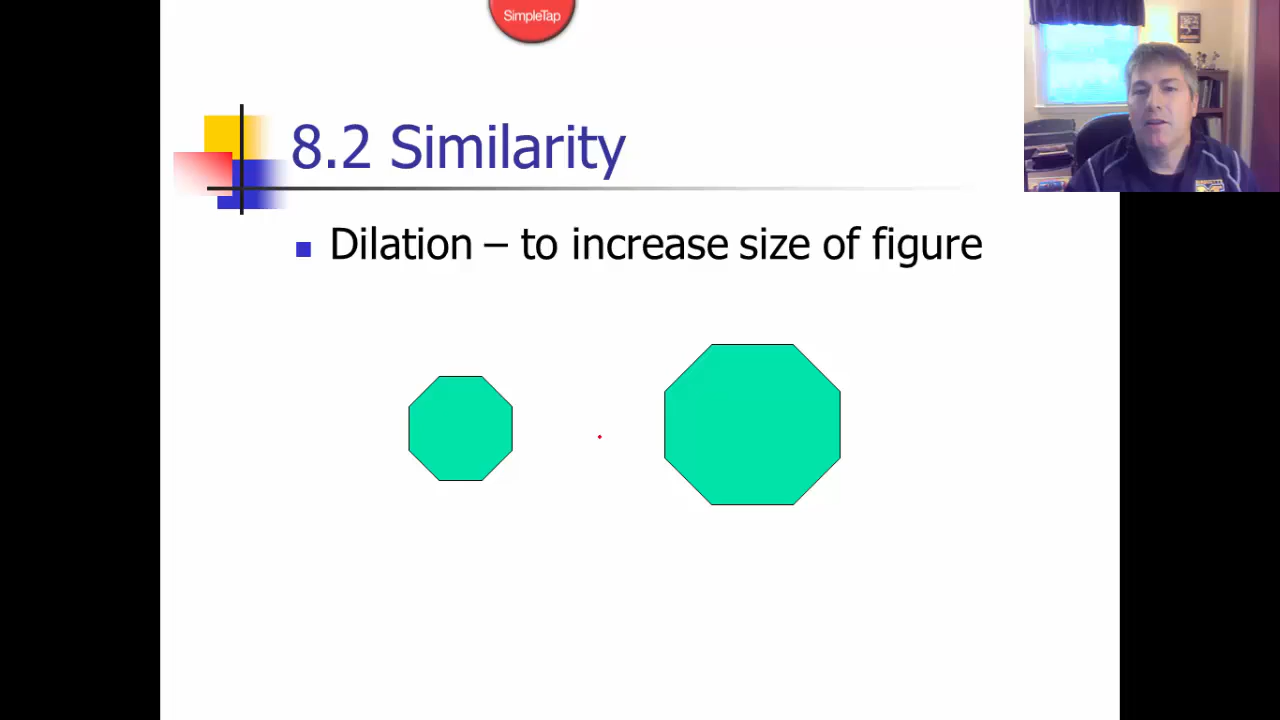 SimpleTap
8.2 Similarity
Dilation – to increase size of figure